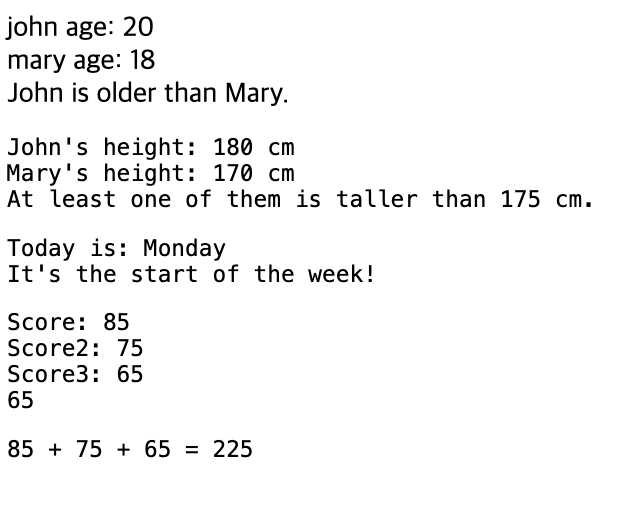 john age: 20
mary age: 18
John is older than Mary.
John's height: 180 cm
Mary's height: 170 cm
At least one of them is taller than 175 cm.
Today is: Monday
It's the start of the week!
Score: 85
Score2: 75
Score3: 65
65
85 + 75 + 65 = 225